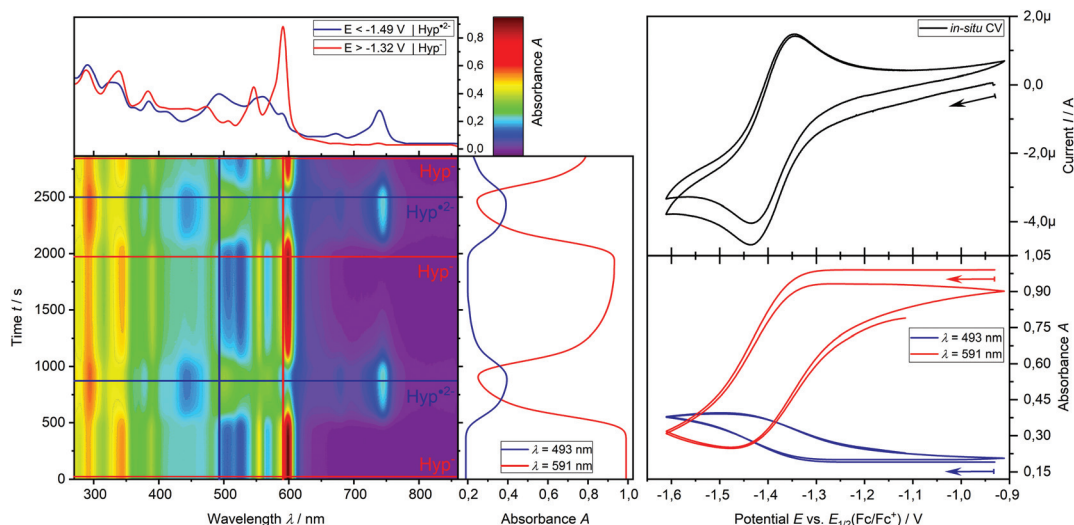 E < -1.49 V | Hyp•2-
E > -1.32 V | Hyp-
0,8
0,6
0,4
0,2
0,0
Absorbance A
2500
2000
1500
1000
500
0
Time t / s
Hyp-
Hyp•2-
Hyp-
Hyp•2-
Hyp-
300 400 500 600 700 800
Wavelength λ / nm
λ = 493 nm
λ = 591 nm
0,2 0,4 0,6 0,8 1,0
Absorbance A
in-situ CV
2,0µ
0,0
-2,0µ
-4,0µ
Current I / A
1,05
0,90
0,75
0,60
0,45
0,30
0,15
Absorbance A
λ = 493 nm
λ = 591 nm
-1,6 -1,5 -1,4 -1,3 -1,2 -1,1 -1,0 -0,9
Potential E vs. E1/2(Fc/Fc+) / V